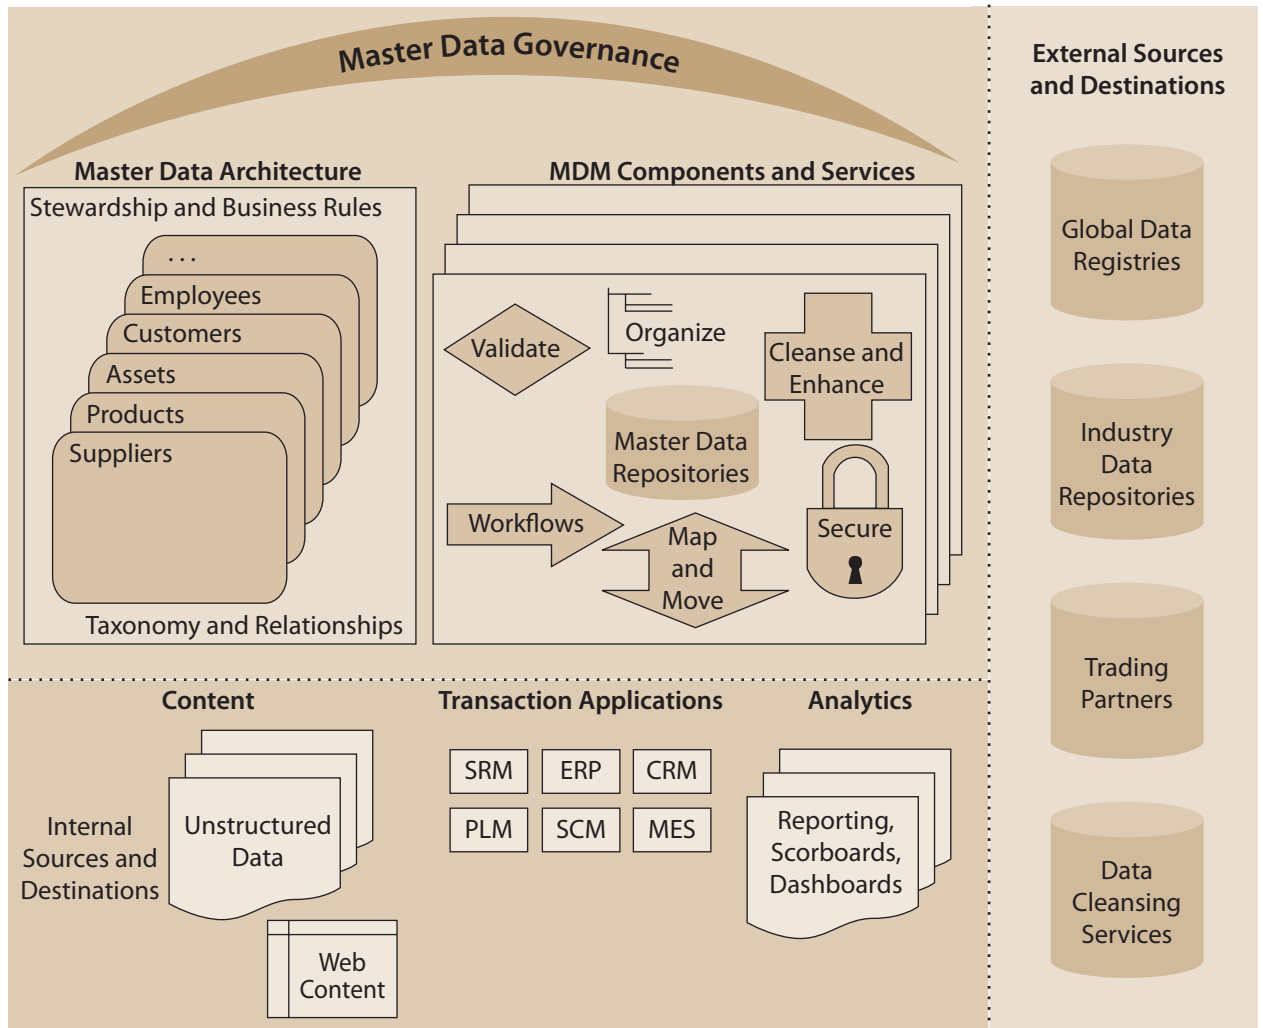 Master Data Governance
Master Data Architecture
Stewardship and Business Rules
. . .
Employees
Customers
Assets
Products
Suppliers
Taxonomy and Relationships
MDM Components and Services
Validate
Organize
Cleanse and
Enhance
Master Data
Repositories
Workflows
Map
and
Move
Secure
Content
Internal
Sources and
Destinations
Unstructured
Data
Web
Content
Transaction Applications
SRM
ERP
CRM
PLM
SCM
MES
Analytics
Reporting,
Scorboards,
Dashboards
External Sources
and Destinations
Global Data
Registries
Industry
Data
Repositories
Trading
Partners
Data
Cleansing
Services